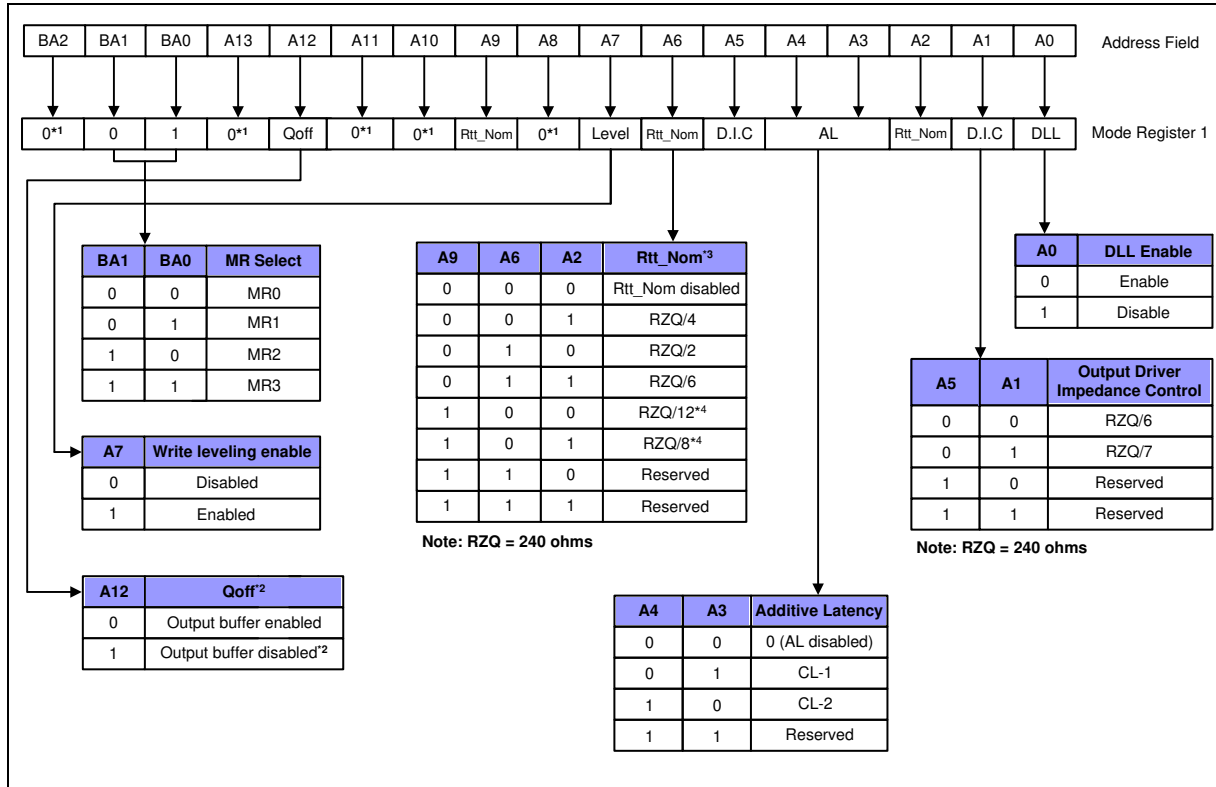 BA2 BA1 BA0 A13 A12 A11 A10 A9 A8 A7 A6 A5 A4 A3 A2 A1 A0 Address Field
0*1 0 1 0*1 Qoff 0*1 0*1 Rtt_Nom 0*1 Level Rtt_Nom D.I.C AL Rtt_Nom D.I.C DLL Mode Register 1
BA1 BA0 MR Select
0 0 MR0
0 1 MR1
1 0 MR2
1 1 MR3
A7 Write leveling enable
0 Disabled
1 Enabled
A12 Qoff*2
0 Output buffer enabled
1 Output buffer disabled*2
A9 A6 A2 Rtt_Nom*3
0 0 0 Rtt_Nom disabled
0 0 1 RZQ/4
0 1 0 RZQ/2
0 1 1 RZQ/6
1 0 0 RZQ/12*4
1 0 1 RZQ/8*4
1 1 0 Reserved
1 1 1 Reserved
Note: RZQ = 240 ohms
A4 A3 Additive Latency
0 0 0 (AL disabled)
0 1 CL-1
1 0 CL-2
1 1 Reserved
A0 DLL Enable
0 Enable
1 Disable
A5 A1 Output Driver
Impedance Control
0 0 RZQ/6
0 1 RZQ/7
1 0 Reserved
1 1 Reserved
Note: RZQ = 240 ohms